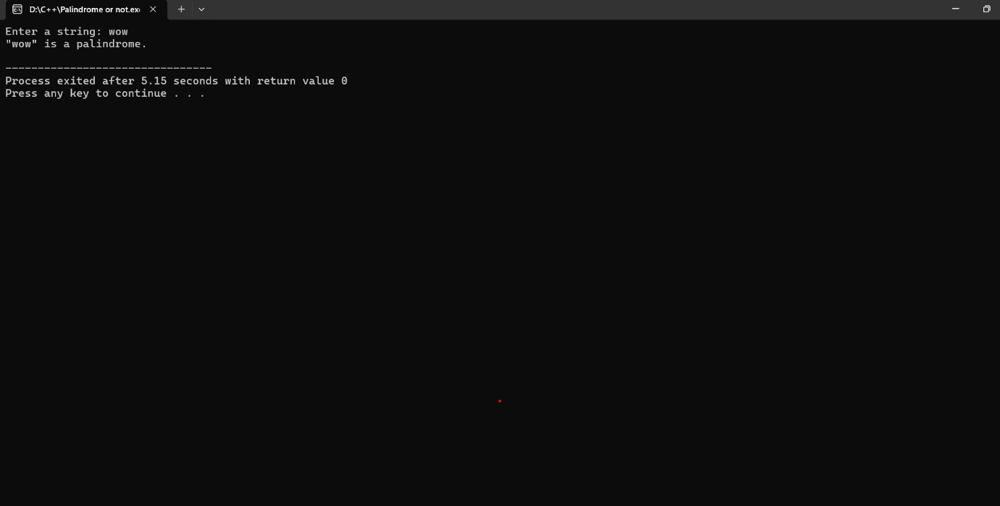 D:\C++\Palindrome or not.ex
Enter a string: wow
"wow" is a palindrome.
--------------------------------
Process exited after 5.15 seconds with return value 0
Press any key to continue . . .